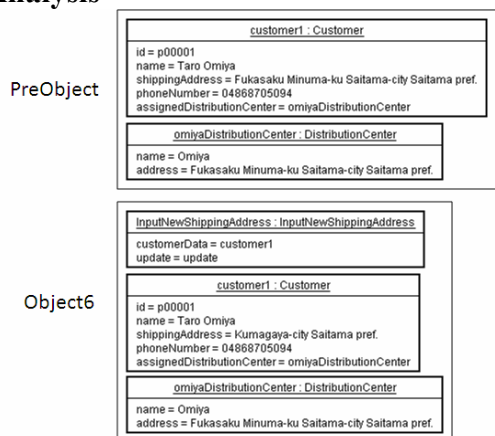 PreObject
customer1 : Customer
id = p00001
name = Taro Omiya
shippingAddress = Fukasaku Minuma-ku Saitama-city Saitama pref.
phoneNumber = 04868705094
assignedDistributionCenter = omiyaDistributionCenter
omiyaDistributionCenter : DistributionCenter
name = Omiya
address = Fukasaku Minuma-ku Saitama-city Saitama pref.
Object6
InputNewShippingAddress : InputNewShippingAddress
customerData = customer1
update = update
customer1 : Customer
id = p00001
name = Taro Omiya
shippingAddress = Kumagaya-city Saitama pref.
phoneNumber = 04868705094
assignedDistributionCenter = omiyaDistributionCenter
omiyaDistributionCenter : DistributionCenter
name = Omiya
address = Fukasaku Minuma-ku Saitama-city Saitama pref.